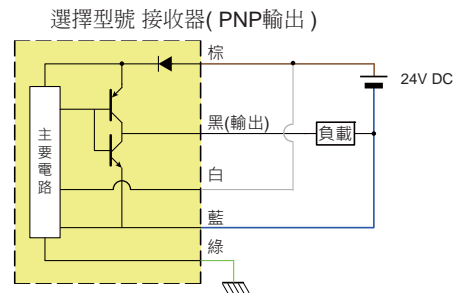 選擇型號 接收器( PNP輸出 )
棕
24V DC
黑(輸出)
負載
主要電路
白
藍
綠